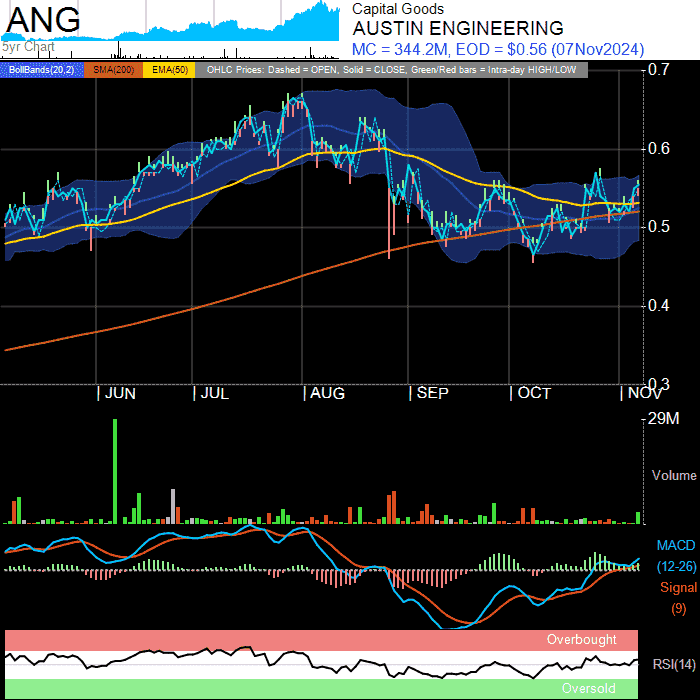 ANG
5yr Chart
Capital Goods
AUSTIN ENGINEERING
MC = 344.2M, EOD = $0.56 (07Nov2024)
BollBands(20,2) SMA(200) EMA(50) OHLC Prices: Dashed = OPEN, Solid = CLOSE, Green/Red bars = Intra-day HIGH/LOW
0.7
0.6
0.5
0.4
0.3
JUN JUL AUG SEP OCT NOV
29M
Volume
MACD
(12-26)
Signal
(9)
Overbought
RSI(14)
Oversold